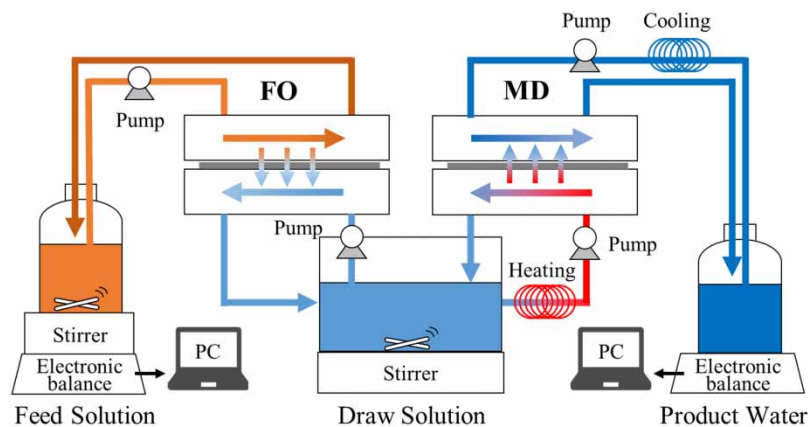 Pump
Cooling
FO
MD
Pump
Pump
Pump
Heating
Stirrer
PC
PC
Electronic
balance
Stirrer
Electronic
balance
Feed Solution
Draw Solution
Product Water